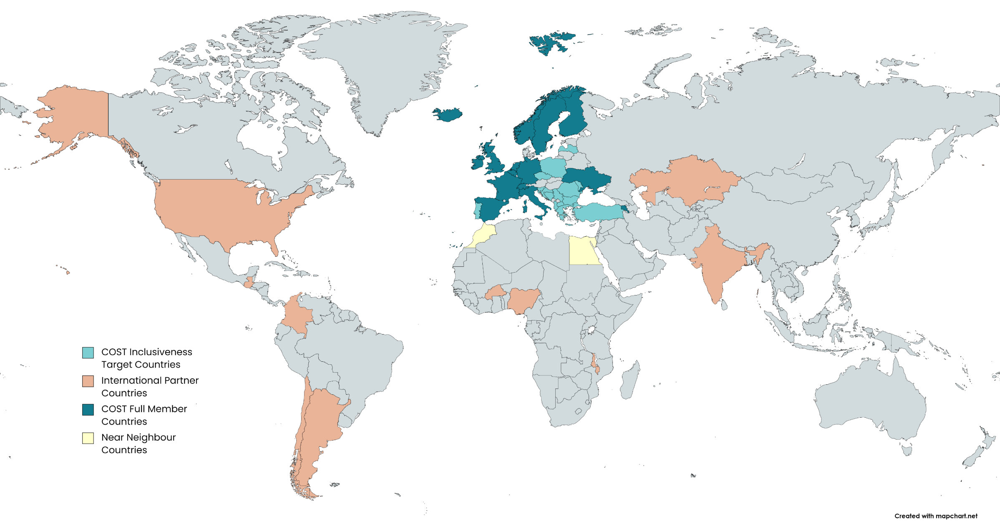 COST Inclusiveness
Target Countries
International Partner
Countries
COST Full Member
Countries
Near Neighbour
Countries
Created with mapchart.net